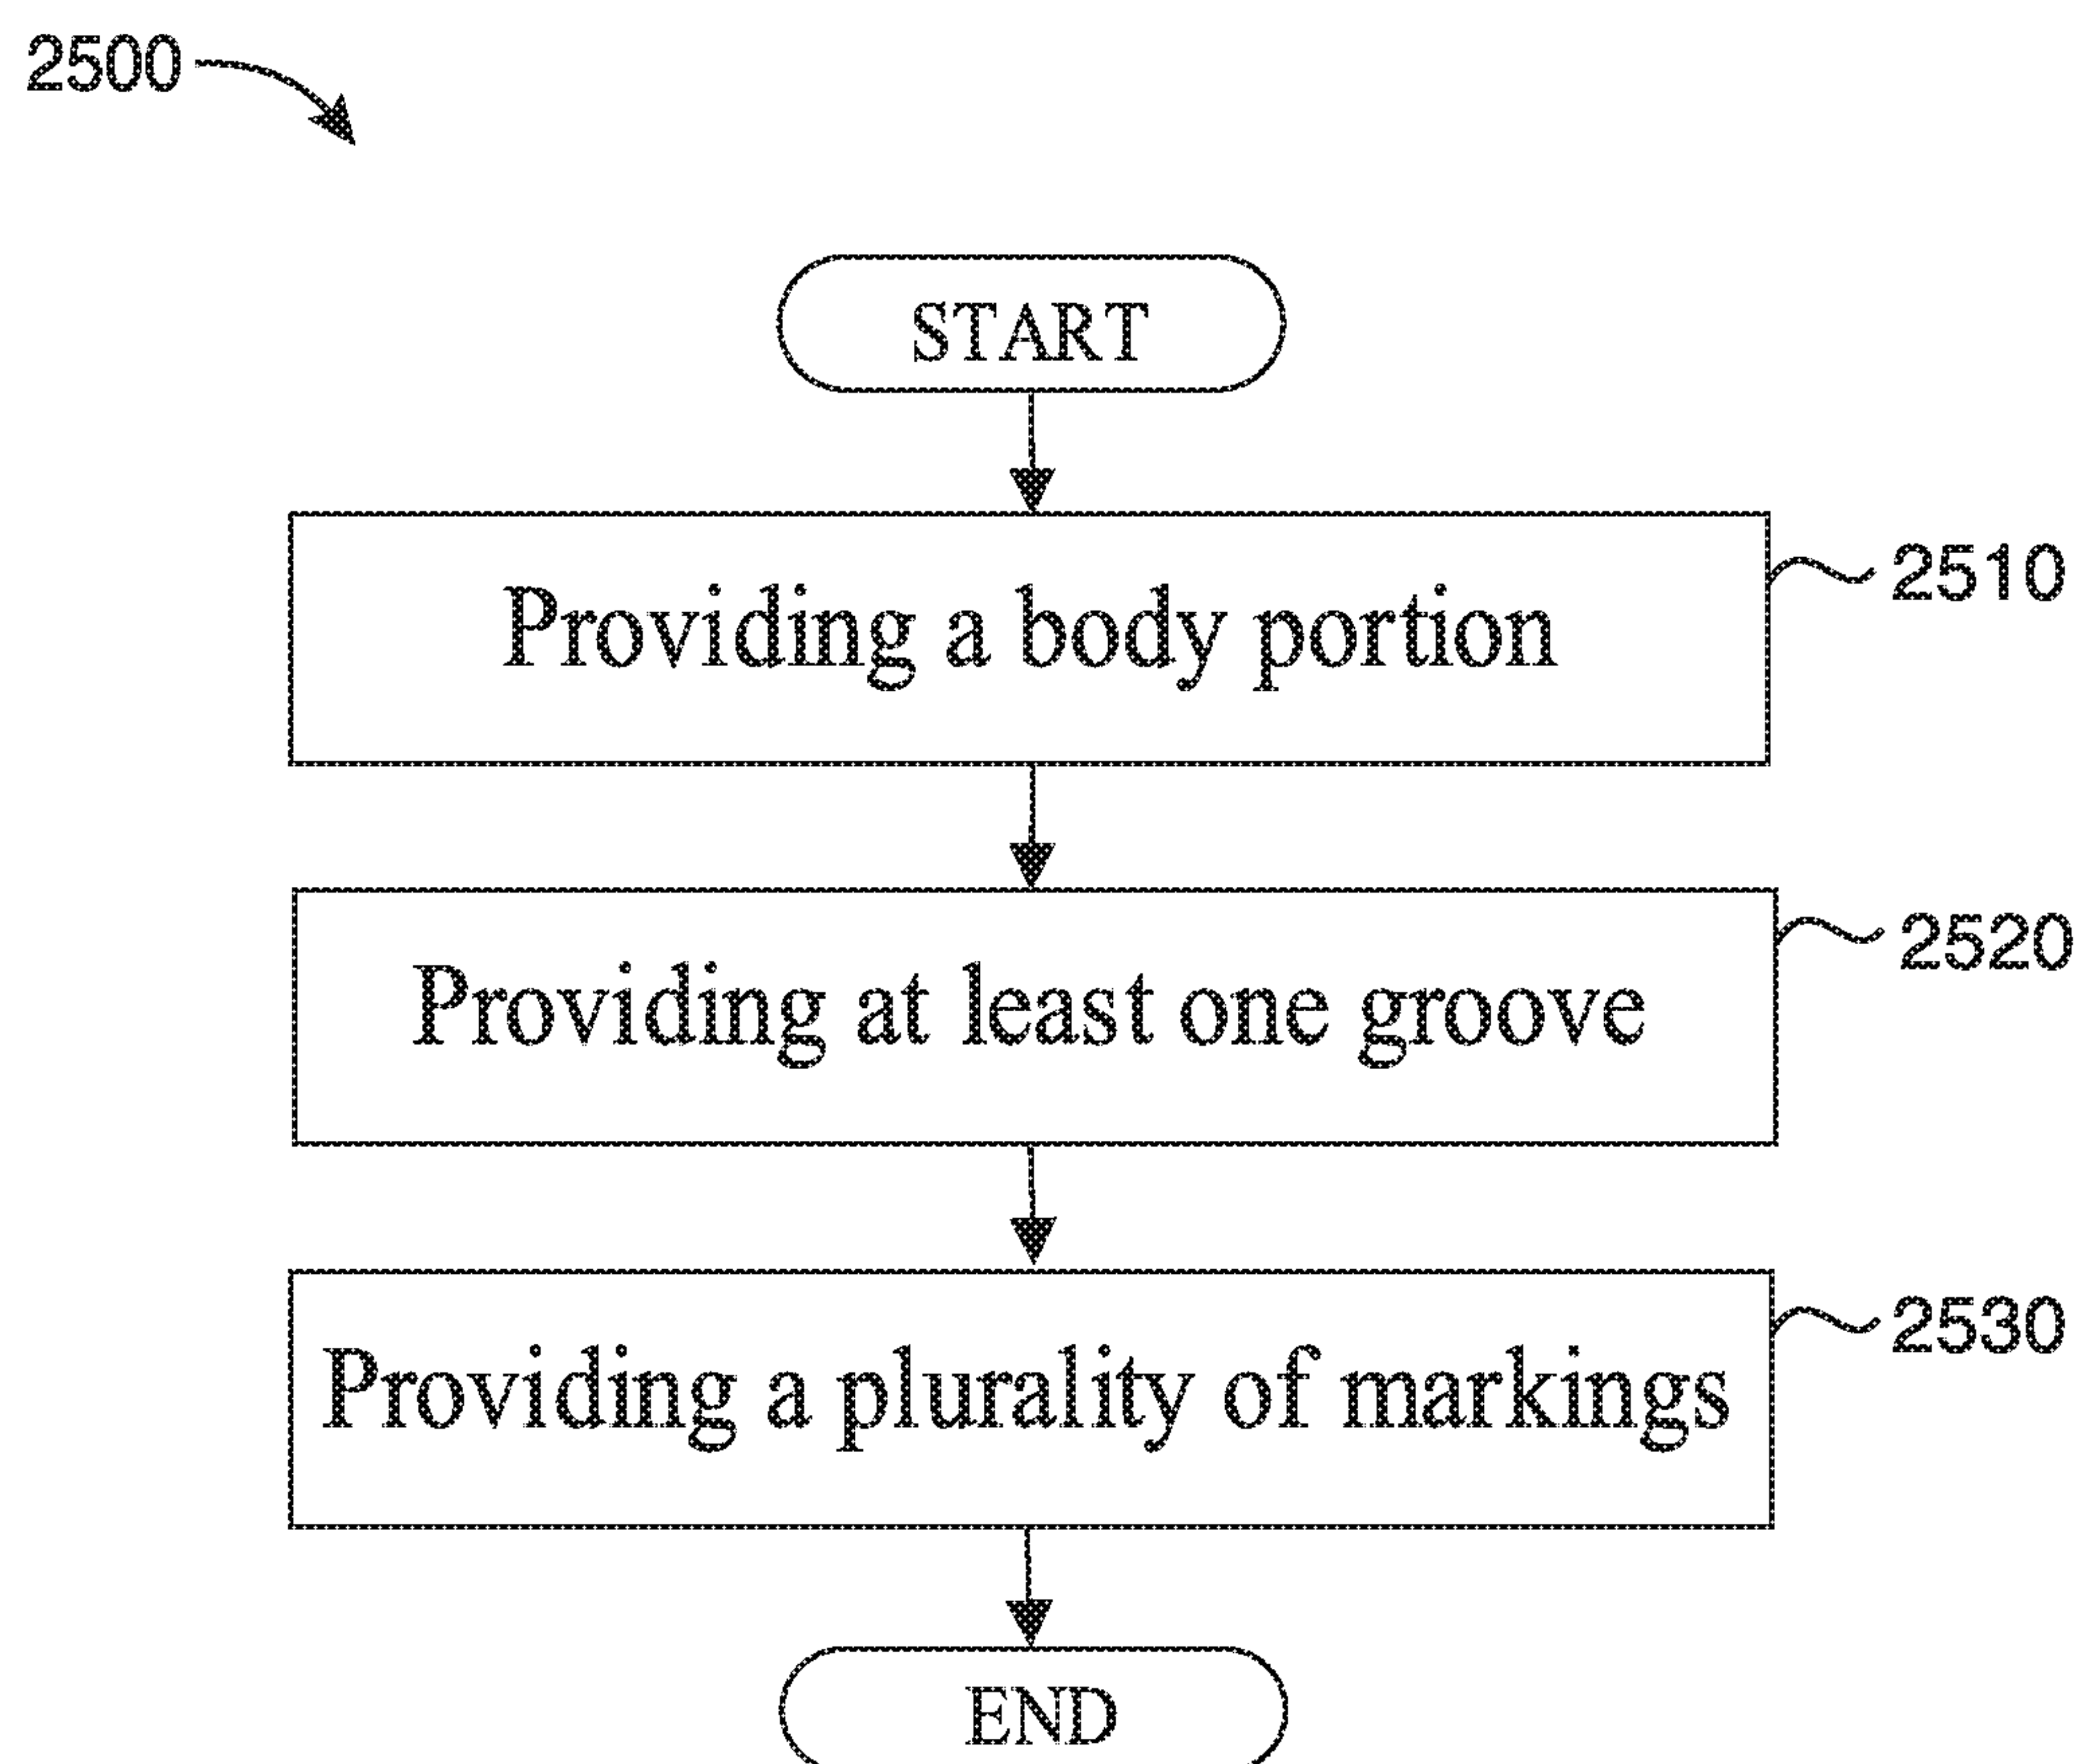 2500
START
Providing a body portion
2510
Providing at least one groove
2520
Providing a plurality of markings
2530
END